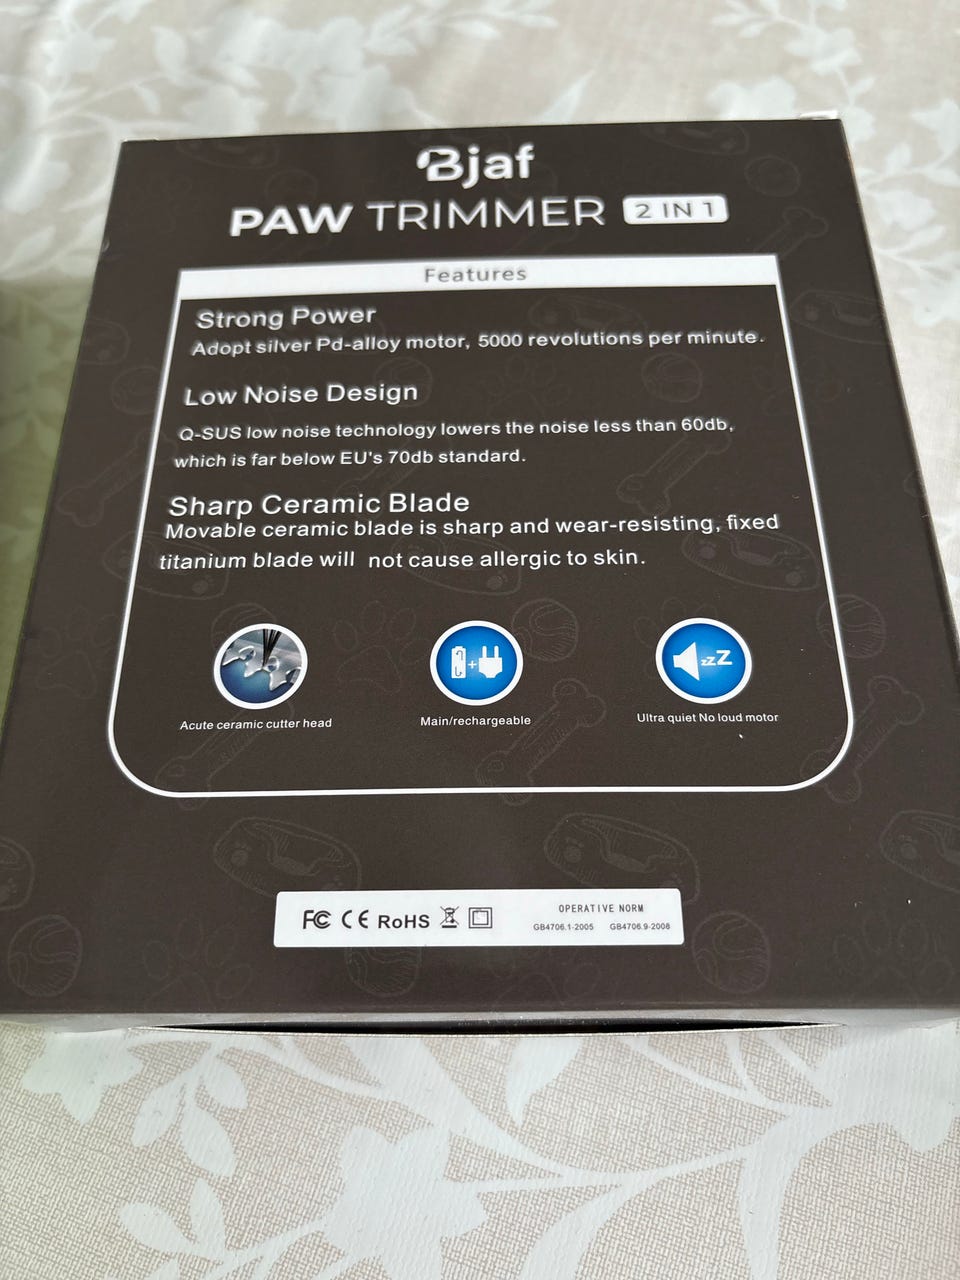 Bjaf
PAW TRIMMER 2 IN 1
Features
Strong Power
Adopt silver Pd-alloy motor, 5000 revolutions per minute.
Low Noise Design
Q-SUS low noise technology lowers the noise less than 60db,
which is far below EU's 70db standard.
Sharp Ceramic Blade
Movable ceramic blade is sharp and wear-resisting, fixed
titanium blade will not cause allergic to skin.
zzZ
Acute ceramic cutter head
Main/rechargeable
Ultra quiet No loud motor
FC CE RoHS
OPERATIVE NORM
GB4706.1-2005 GB4706.9-2008